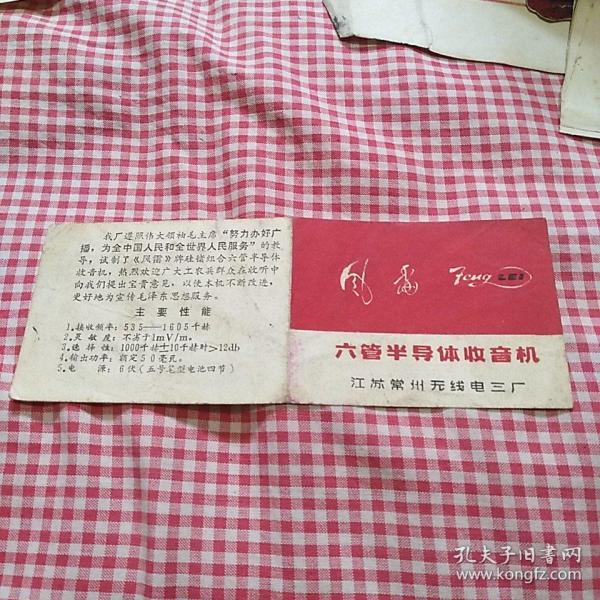 我厂遵照伟大领袖毛主席“努力办好广
播，为全中国人民和全世界人民服务”的教
导，试制了《风雷》牌硅锗组合六管半导体
收音机，热烈欢迎广大工农兵群众在收听中
向我们提出宝贵意见，以使本机不断改进，
更好地为宣传毛泽东思想服务。
主要性能
1.接收频率：535——1605千赫
2.灵敏度：不劣于1mV/m。
3.选择性：1000千赫±10千赫时>12db
4.输出功率：额定50毫瓦。
5.电源：6伏（五号笔型电池四节）
风雷 Feng LEI
六管半导体收音机
江苏常州无线电三厂
孔夫子旧书网
www.kongfz.com